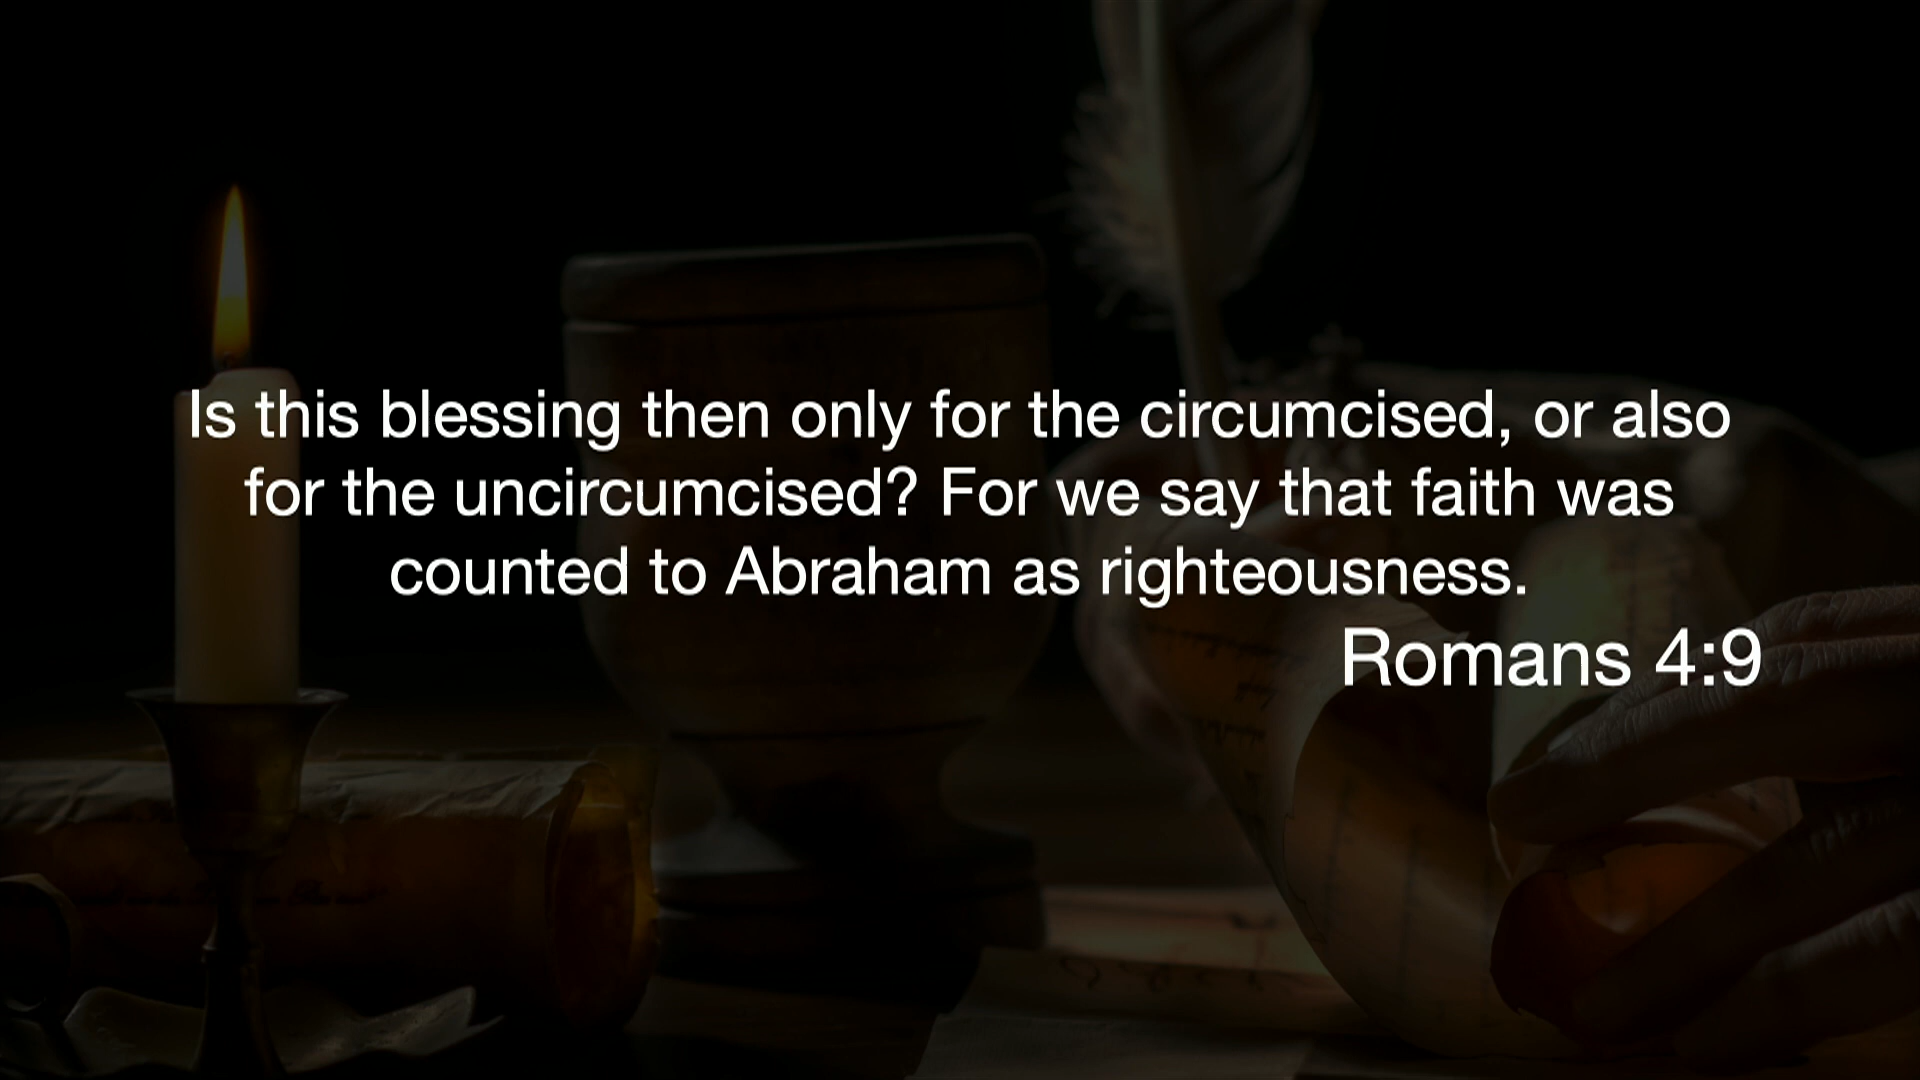 Is this blessing then only for the circumcised, or also
for the uncircumcised? For we say that faith was
counted to Abraham as righteousness.
Romans 4:9